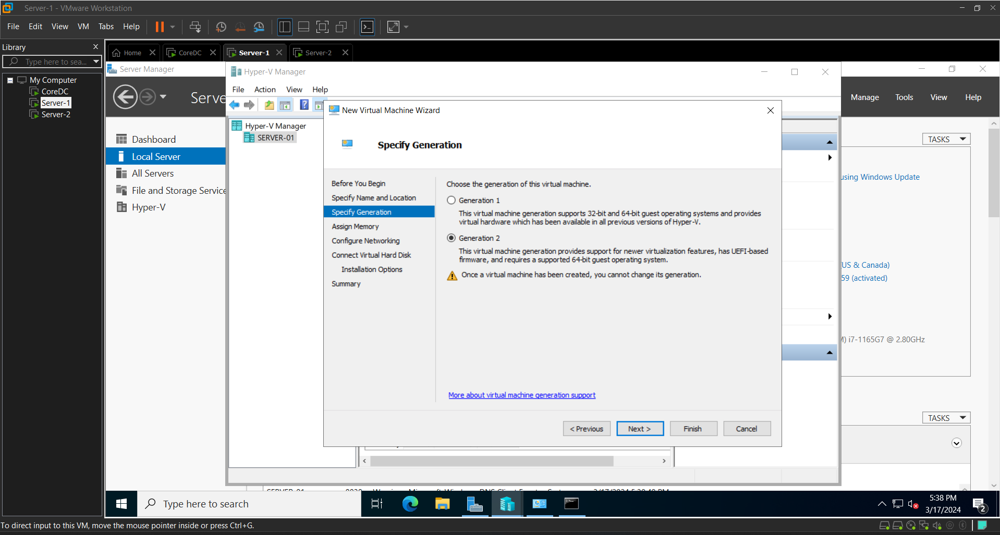 Server-1 - VMware Workstation
File Edit View VM Tabs Help
Library
Type here to sea...
My Computer
CoreDC
Server-1
Server-2
Home
CoreDC
Server-1
Server-2
Server Manager
Serve
Manage Tools View Help
Dashboard
Local Server
All Servers
File and Storage Service
Hyper-V
Hyper-V Manager
File Action View Help
Hyper-V Manager
SERVER-01
New Virtual Machine Wizard
Specify Generation
Before You Begin
Specify Name and Location
Specify Generation
Assign Memory
Configure Networking
Connect Virtual Hard Disk
Installation Options
Summary
Choose the generation of this virtual machine.
Generation 1
This virtual machine generation supports 32-bit and 64-bit guest operating systems and provides
virtual hardware which has been available in all previous versions of Hyper-V.
Generation 2
This virtual machine generation provides support for newer virtualization features, has UEFI-based
firmware, and requires a supported 64-bit guest operating system.
Once a virtual machine has been created, you cannot change its generation.
More about virtual machine generation support
< Previous Next > Finish Cancel
TASKS
using Windows Update
(US & Canada)
59 (activated)
M) i7-1165G7 @ 2.80GHz
TASKS
Type here to search
5:38 PM
3/17/2024
2
To direct input to this VM, move the mouse pointer inside or press Ctrl+G.